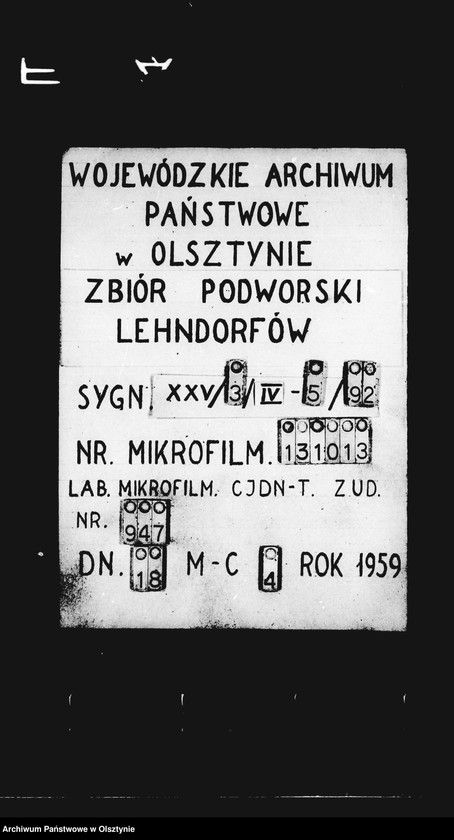 WOJEWÓDZKIE ARCHIWUM
PAŃSTWOWE
w OLSZTYNIE
ZBIÓR PODWORSKI
LEHNDORFÓW
SYGN XXV/3/IV-5/92
NR. MIKROFILM. 131013
LAB. MIKROFILM. CJDN-T. ZUD.
NR. 947
DN. 18 M-C 4 ROK 1959
Archiwum Państwowe w Olsztynie